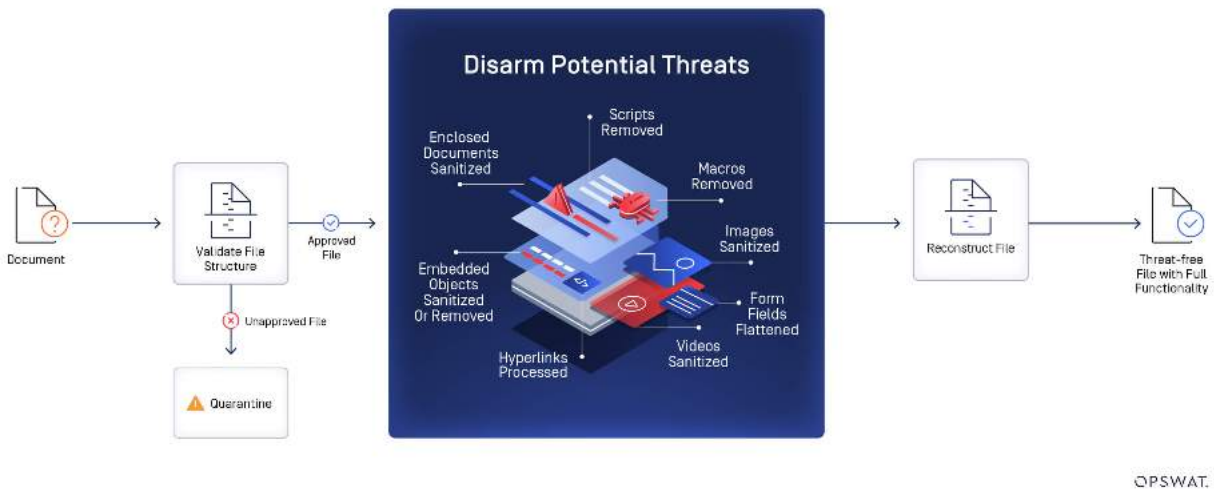 Disarm Potential Threats
Scripts
Removed
Enclosed
Documents
Sanitized
Macros
Removed
Images
Sanitized
Embedded
Objects
Sanitized
Or Removed
</>
Form
Fields
Flattened
Videos
Sanitized
Hyperlinks
Processed
?
Document
Validate File
Structure
Approved
File
Unapproved File
Quarantine
Reconstruct File
Threat-free
File with Full
Functionality
OPSWAT.